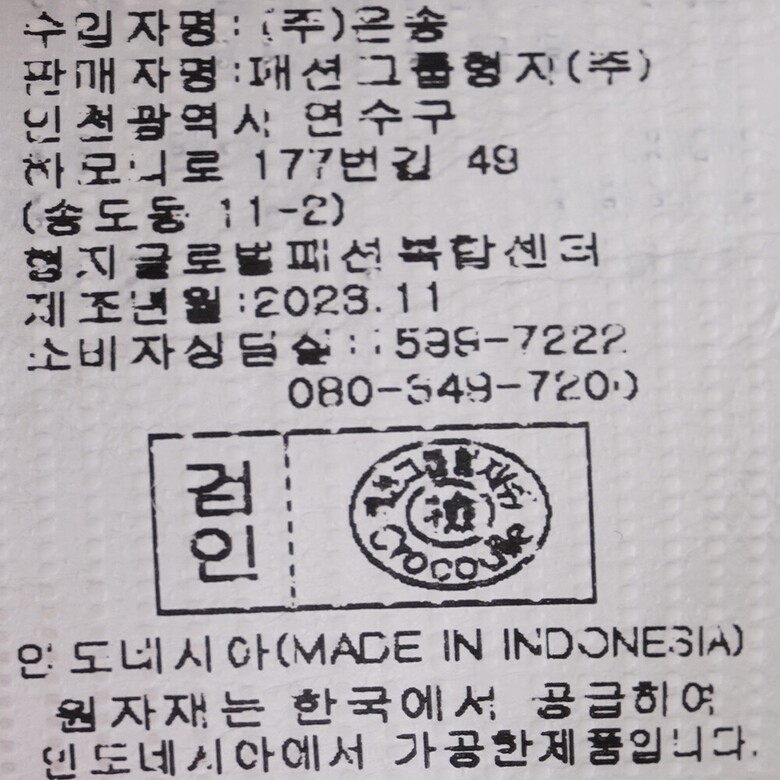 수입자명:(주)은송
판매자명:패션그룹형지(주)
인천광역시 연수구
하모니로 177번길 49
(송도동 11-2)
형지글로벌패션복합센터
제조년월:2023.11
소비자상담실:
인도네시아(MADE IN INDONESIA)
원자재는 한국에서 공급하여
인도네시아에서 가공한제품입니다.
검인
CROCODILE